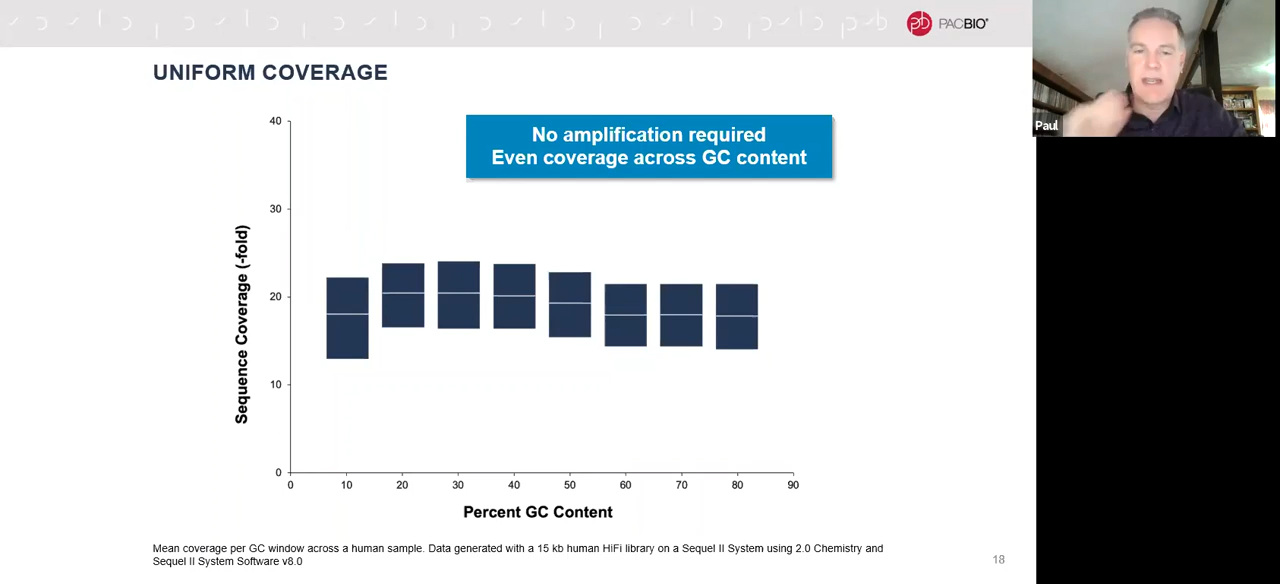 PACBIO®
UNIFORM COVERAGE
Paul
No amplification required
Even coverage across GC content
Sequence Coverage (-fold)
40
30
20
10
0
0 10 20 30 40 50 60 70 80 90
Percent GC Content
Mean coverage per GC window across a human sample. Data generated with a 15 kb human HiFi library on a Sequel II System using 2.0 Chemistry and
Sequel II System Software v8.0
18